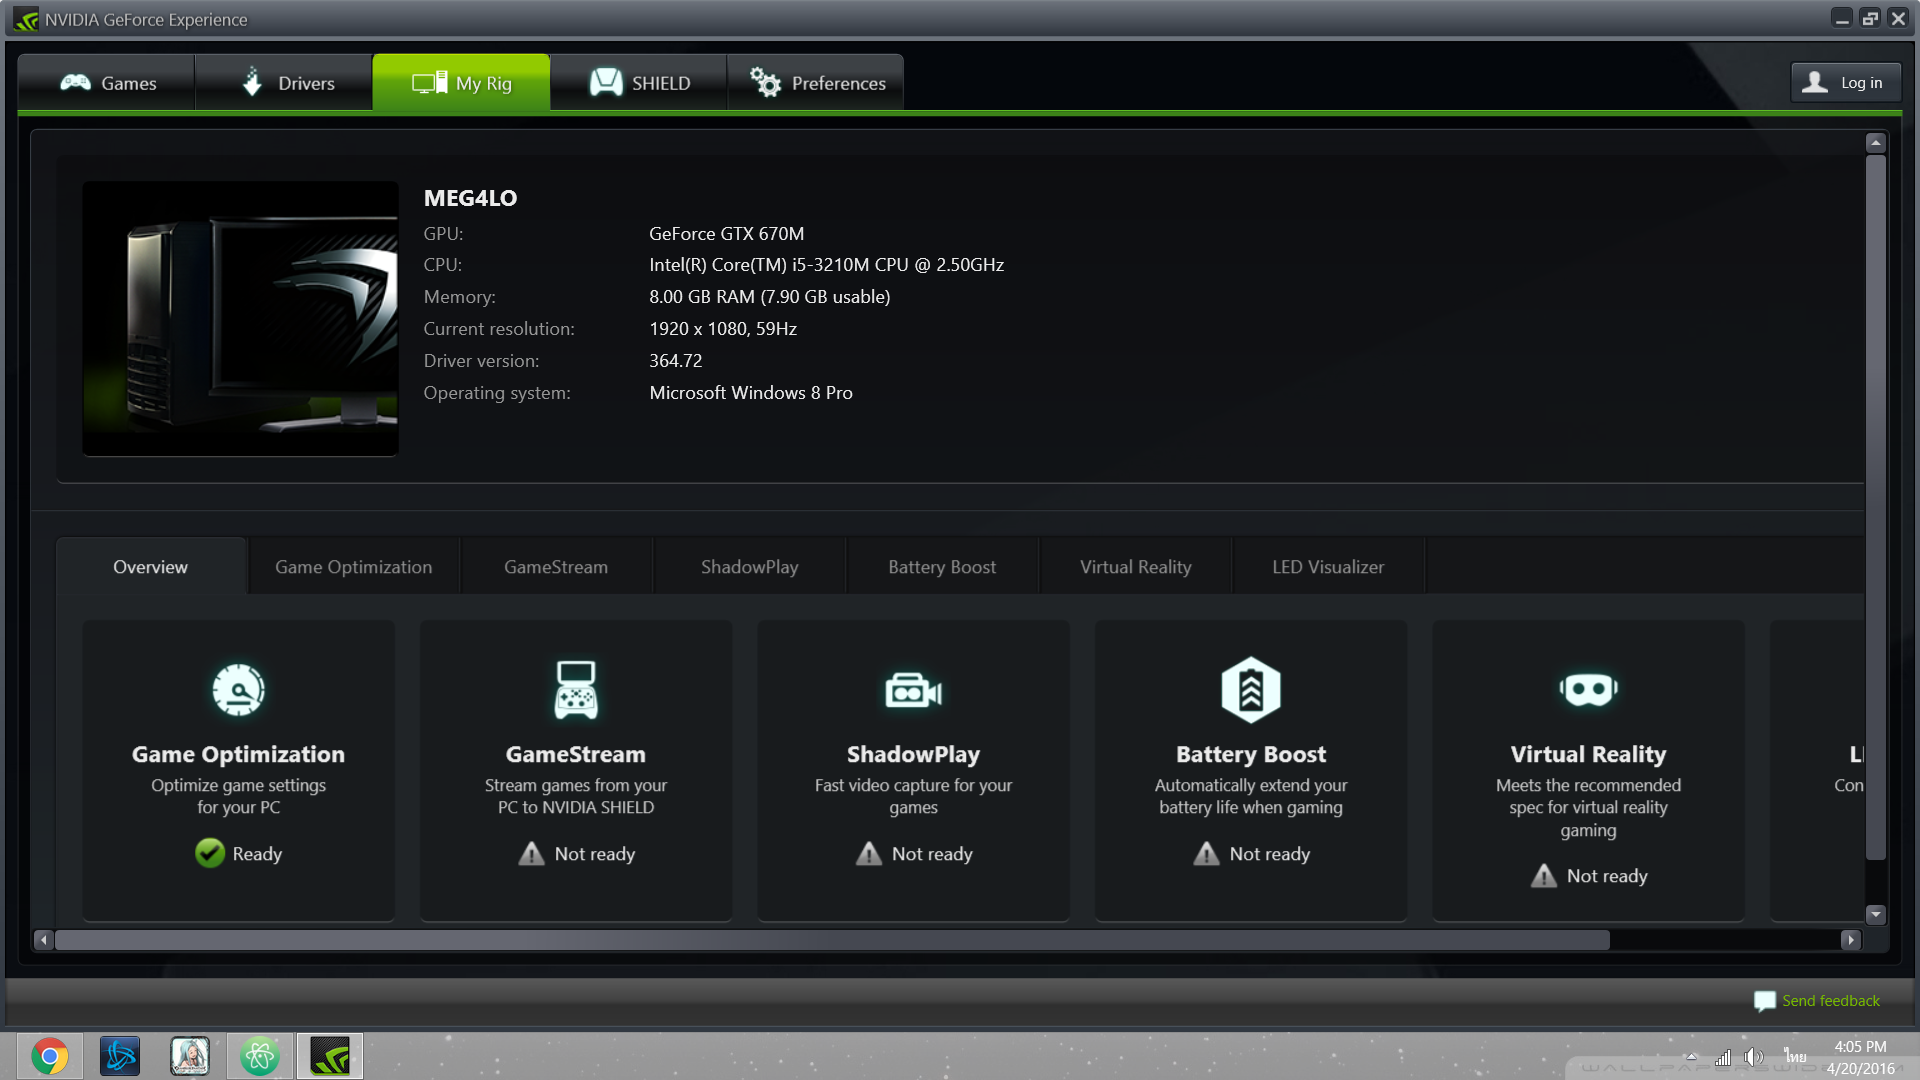 NVIDIA GeForce Experience
Games
Drivers
My Rig
SHIELD
Preferences
Log in
MEG4LO
GPU: GeForce GTX 670M
CPU: Intel(R) Core(TM) i5-3210M CPU @ 2.50GHz
Memory: 8.00 GB RAM (7.90 GB usable)
Current resolution: 1920 x 1080, 59Hz
Driver version: 364.72
Operating system: Microsoft Windows 8 Pro
Overview
Game Optimization
GameStream
ShadowPlay
Battery Boost
Virtual Reality
LED Visualizer
Game Optimization
Optimize game settings
for your PC
Ready
GameStream
Stream games from your
PC to NVIDIA SHIELD
Not ready
ShadowPlay
Fast video capture for your
games
Not ready
Battery Boost
Automatically extend your
battery life when gaming
Not ready
Virtual Reality
Meets the recommended
spec for virtual reality
gaming
Not ready
Con
Send feedback
ไทย
4:05 PM
4/20/2016